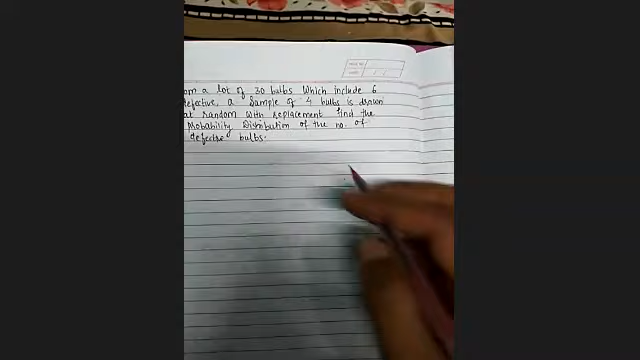 om a lot of 30 bulbs Which include 6
defective, a Sample of 4 bulbs is drawn
at random with replacement find the
Probability Distribution of the no. of
defective bulbs.